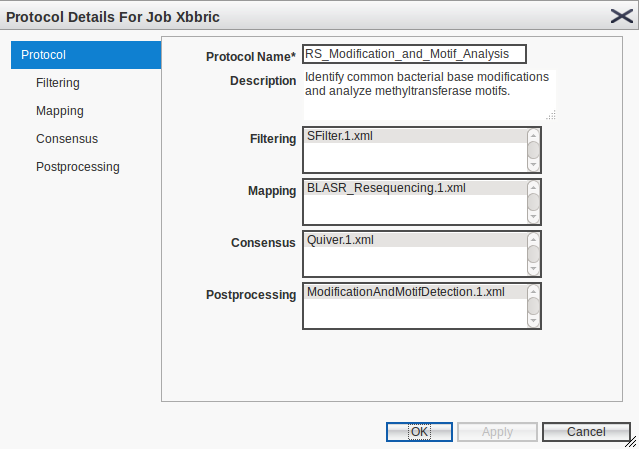 Protocol Details For Job Xbbric
Protocol
Filtering
Mapping
Consensus
Postprocessing
Protocol Name* RS_Modification_and_Motif_Analysis
Description Identify common bacterial base modifications
and analyze methyltransferase motifs.
Filtering SFilter.1.xml
Mapping BLASR_Resequencing.1.xml
Consensus Quiver.1.xml
Postprocessing ModificationAndMotifDetection.1.xml
OK Apply Cancel